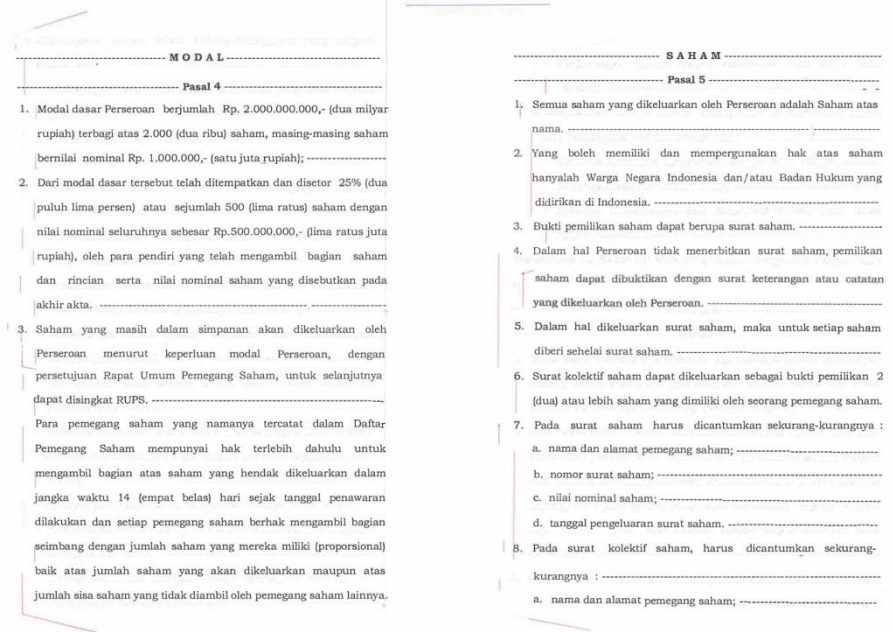 MODAL
Pasal 4
1. Modal dasar Perseroan berjumlah Rp. 2.000.000.000,- (dua milyar
rupiah) terbagi atas 2.000 (dua ribu) saham, masing-masing saham
bernilai nominal Rp. 1.000.000,- (satu juta rupiah);
2. Dari modal dasar tersebut telah ditempatkan dan disetor 25% (dua
puluh lima persen) atau sejumlah 500 (lima ratus) saham dengan
nilai nominal seluruhnya sebesar Rp.500.000.000,- (lima ratus juta
rupiah), oleh para pendiri yang telah mengambil bagian saham
dan rincian serta nilai nominal saham yang disebutkan pada
akhir akta.
3. Saham yang masih dalam simpanan akan dikeluarkan oleh
Perseroan menurut keperluan modal Perseroan, dengan
persetujuan Rapat Umum Pemegang Saham, untuk selanjutnya
dapat disingkat RUPS.
Para pemegang saham yang namanya tercatat dalam Daftar
Pemegang Saham mempunyai hak terlebih dahulu untuk
mengambil bagian atas saham yang hendak dikeluarkan dalam
jangka waktu 14 (empat belas) hari sejak tanggal penawaran
dilakukan dan setiap pemegang saham berhak mengambil bagian
seimbang dengan jumlah saham yang mereka miliki (proporsional)
baik atas jumlah saham yang akan dikeluarkan maupun atas
jumlah sisa saham yang tidak diambil oleh pemegang saham lainnya.
SAHAM
Pasal 5
1. Semua saham yang dikeluarkan oleh Perseroan adalah Saham atas
nama.
2. Yang boleh memiliki dan mempergunakan hak atas saham
hanyalah Warga Negara Indonesia dan/atau Badan Hukum yang
didirikan di Indonesia.
3. Bukti pemilikan saham dapat berupa surat saham.
4. Dalam hal Perseroan tidak menerbitkan surat saham, pemilikan
saham dapat dibuktikan dengan surat keterangan atau catatan
yang dikeluarkan oleh Perseroan.
5. Dalam hal dikeluarkan surat saham, maka untuk setiap saham
diberi sehelai surat saham.
6. Surat kolektif saham dapat dikeluarkan sebagai bukti pemilikan 2
(dua) atau lebih saham yang dimiliki oleh seorang pemegang saham.
7. Pada surat saham harus dicantumkan sekurang-kurangnya :
a. nama dan alamat pemegang saham;
b. nomor surat saham;
c. nilai nominal saham;
d. tanggal pengeluaran surat saham.
8. Pada surat kolektif saham, harus dicantumkan sekurang-
kurangnya :
a. nama dan alamat pemegang saham;